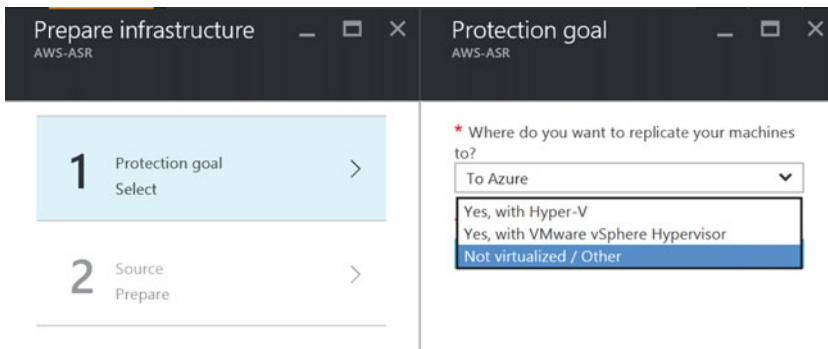 Prepare infrastructure
AWS-ASR
1
Protection goal
Select
2
Source
Prepare
Protection goal
AWS-ASR
* Where do you want to replicate your machines
to?
To Azure
Yes, with Hyper-V
Yes, with VMware vSphere Hypervisor
Not virtualized / Other